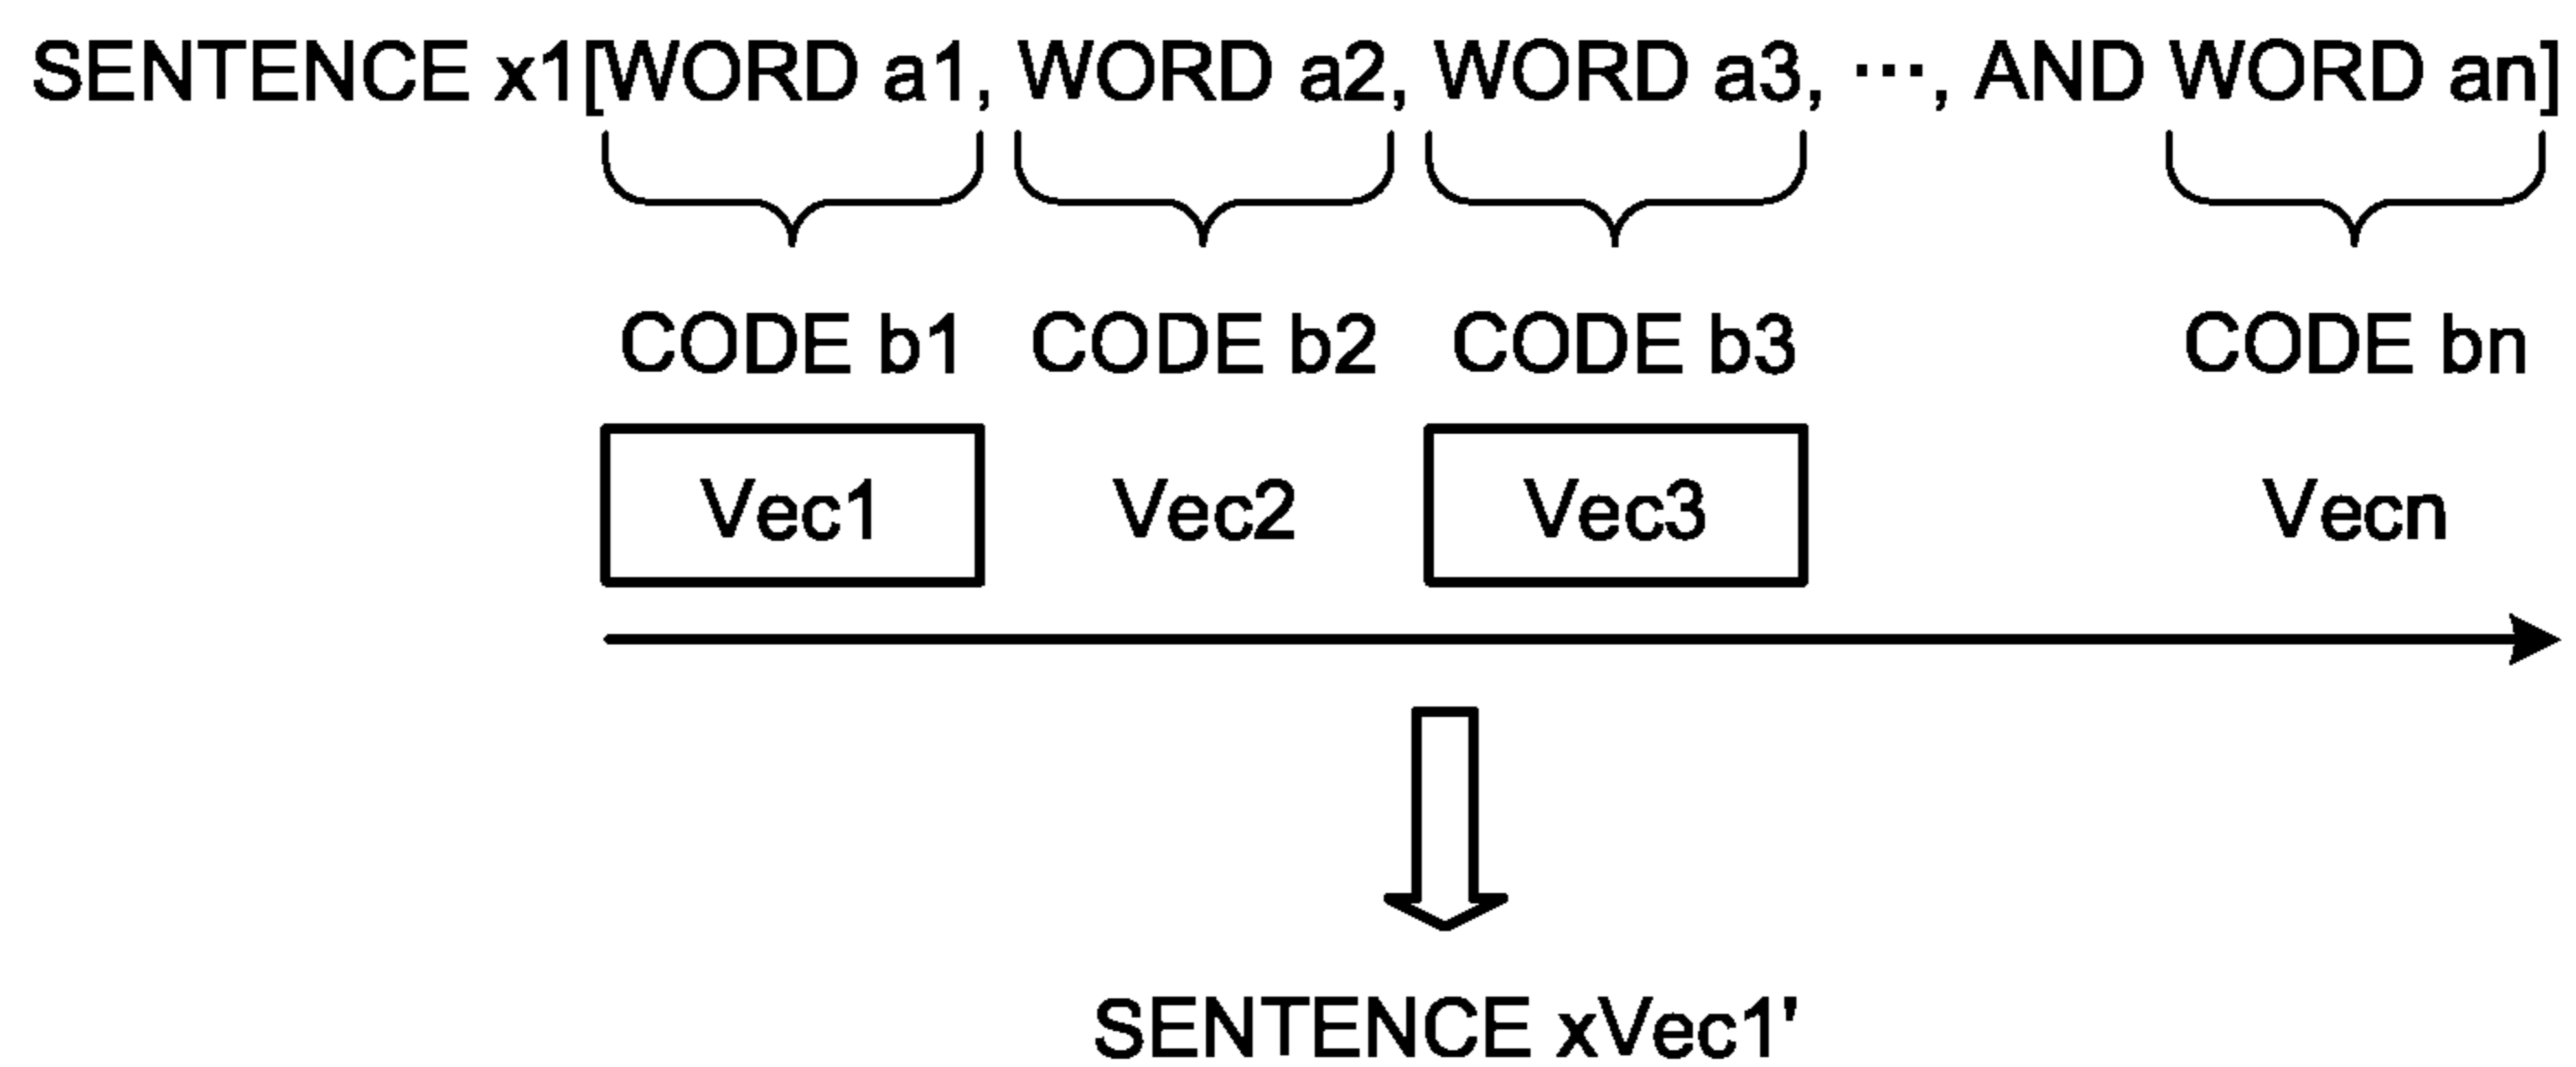 SENTENCE x1[WORD a1, WORD a2, WORD a3, ···, AND WORD an]
CODE b1 CODE b2 CODE b3 CODE bn
Vec1 Vec2 Vec3 Vecn
SENTENCE xVec1'